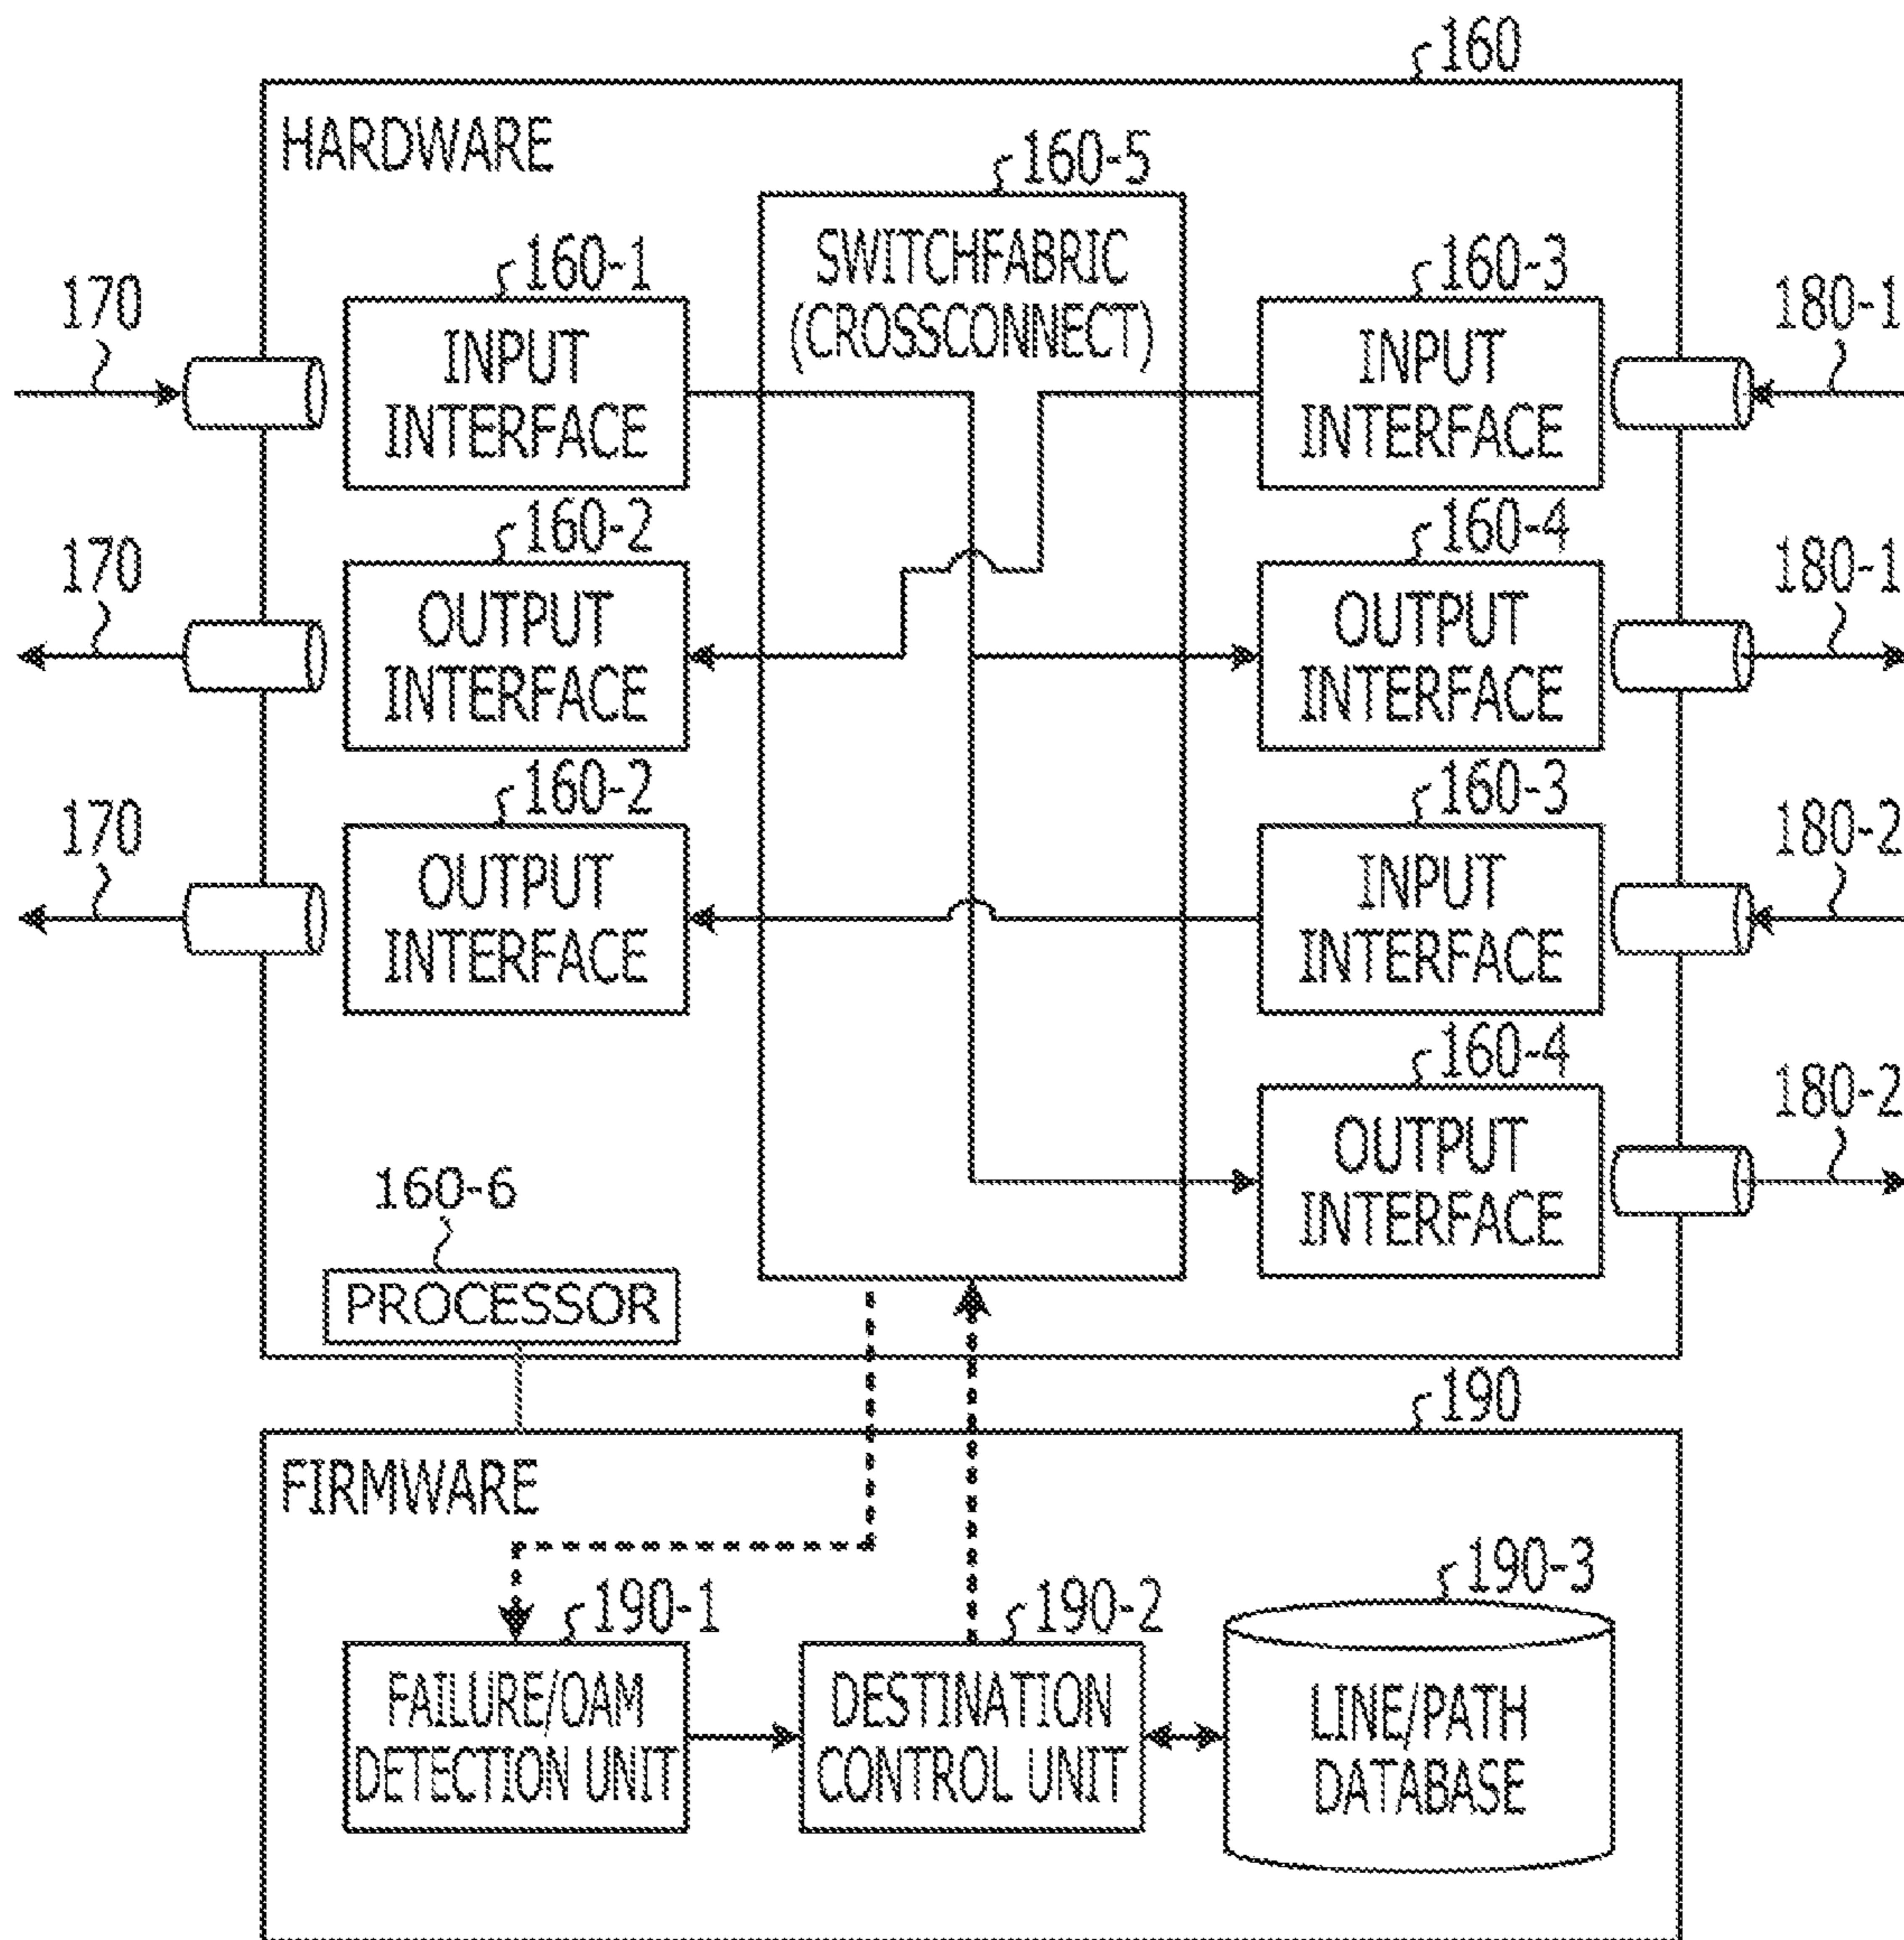 160
HARDWARE
160-5
SWITCHFABRIC
(CROSSCONNECT)
160-1
INPUT
INTERFACE
160-3
INPUT
INTERFACE
170
180-1
160-2
OUTPUT
INTERFACE
160-4
OUTPUT
INTERFACE
170
180-1
160-2
OUTPUT
INTERFACE
160-3
INPUT
INTERFACE
170
180-2
160-4
OUTPUT
INTERFACE
180-2
160-6
PROCESSOR
190
FIRMWARE
190-1
FAILURE/OAM
DETECTION UNIT
190-2
DESTINATION
CONTROL UNIT
190-3
LINE/PATH
DATABASE